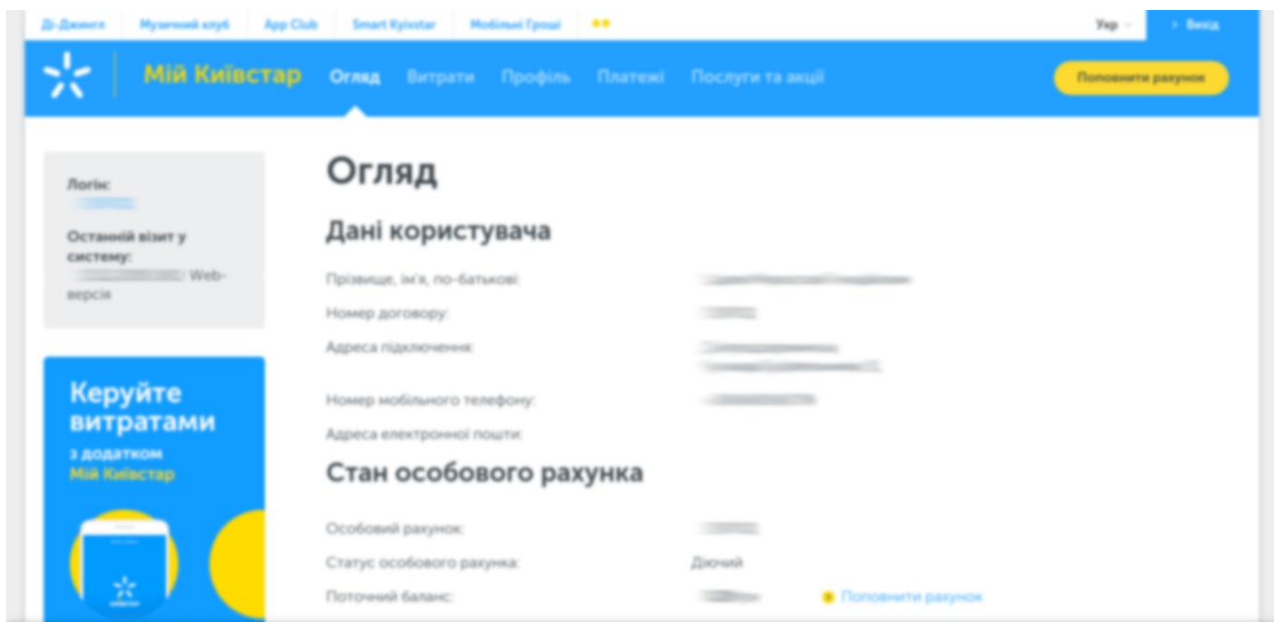 Ді-Джингл Музичний клуб App Club Smart Kyivstar Мобільні Гроші Укр > Вихід
Мій Київстар Огляд Витрати Профіль Платежі Послуги та акції Поповнити рахунок
Логін:
Останній візит у
систему:
Web-
версія
Керуйте
витратами
з додатком
Мій Київстар
київстар
Огляд
Дані користувача
Прізвище, ім'я, по-батькові:
Номер договору:
Адреса підключення:
Номер мобільного телефону:
Адреса електронної пошти:
Стан особового рахунка
Особовий рахунок:
Статус особового рахунка: Діючий
Поточний баланс: Поповнити рахунок